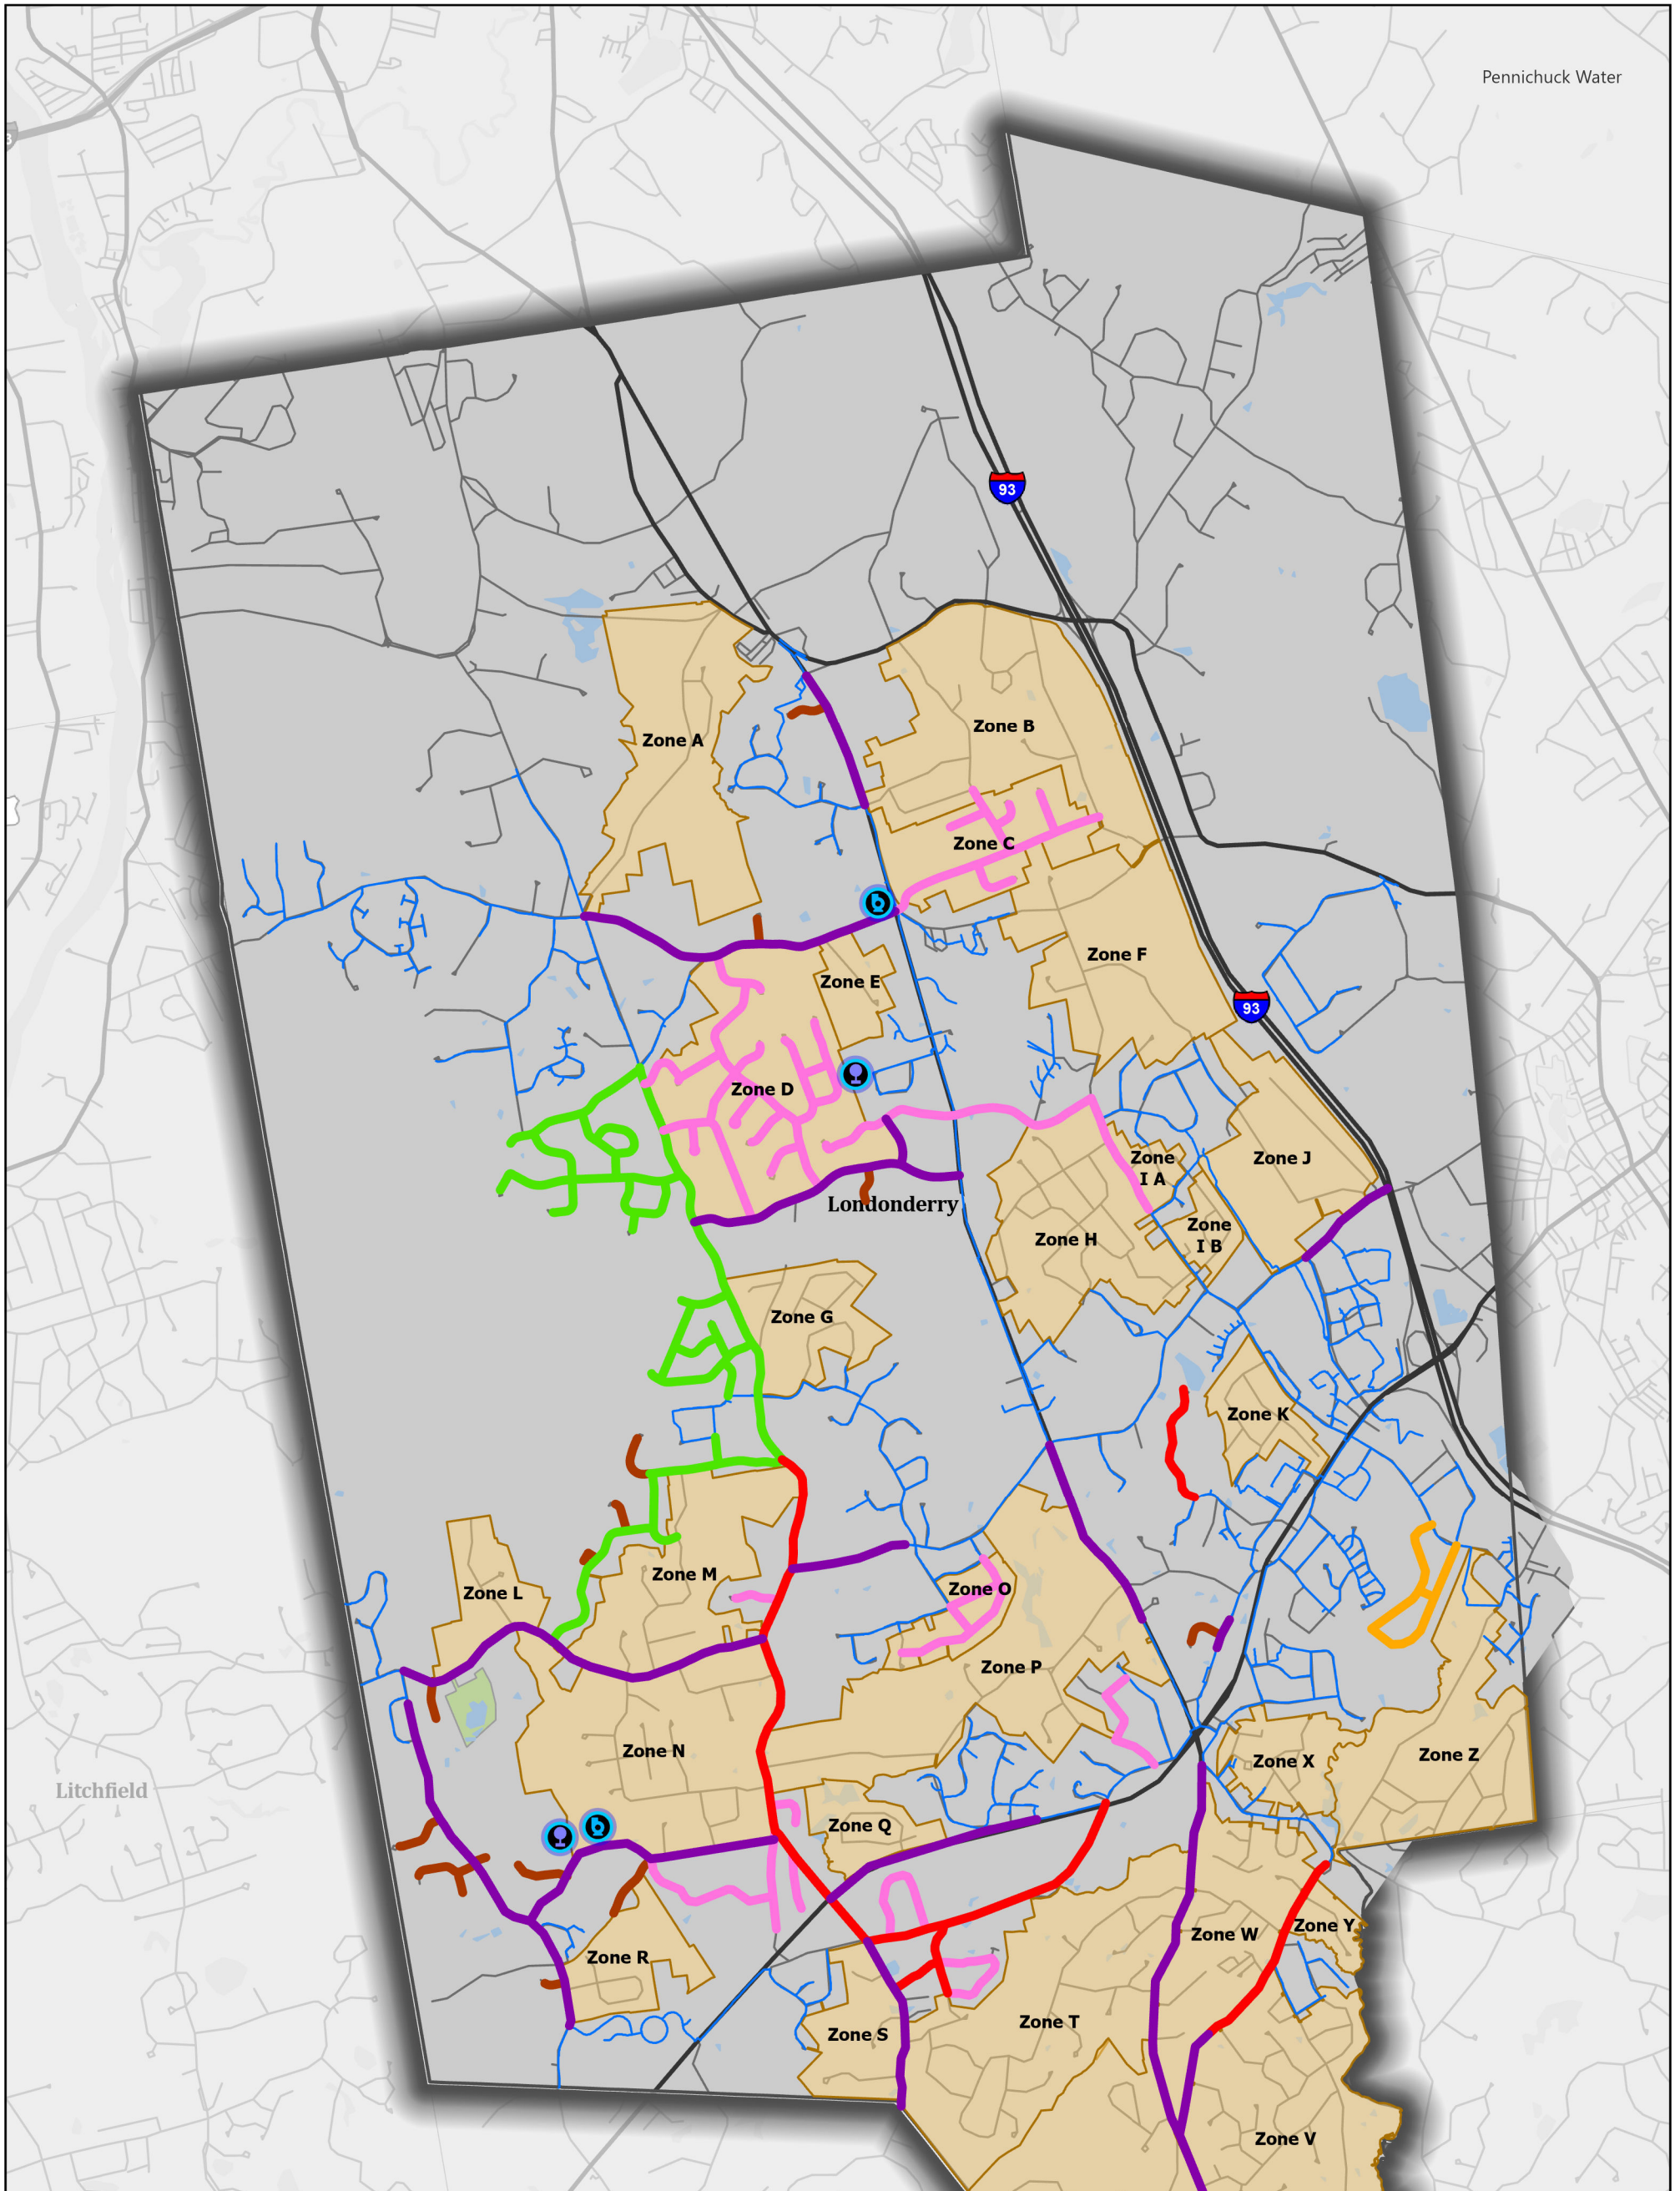 Pennichuck Water
3
93
Zone B
Zone A
Zone C
Zone F
Zone E
93
Zone D
Zone
I A
Zone J
Londonderry
Zone
I B
Zone H
Zone G
Zone K
Zone M
Zone L
Zone O
Zone P
Zone N
Zone Z
Zone X
Litchfield
Zone Q
Zone Y
Zone W
Zone R
Zone T
Zone S
Zone V